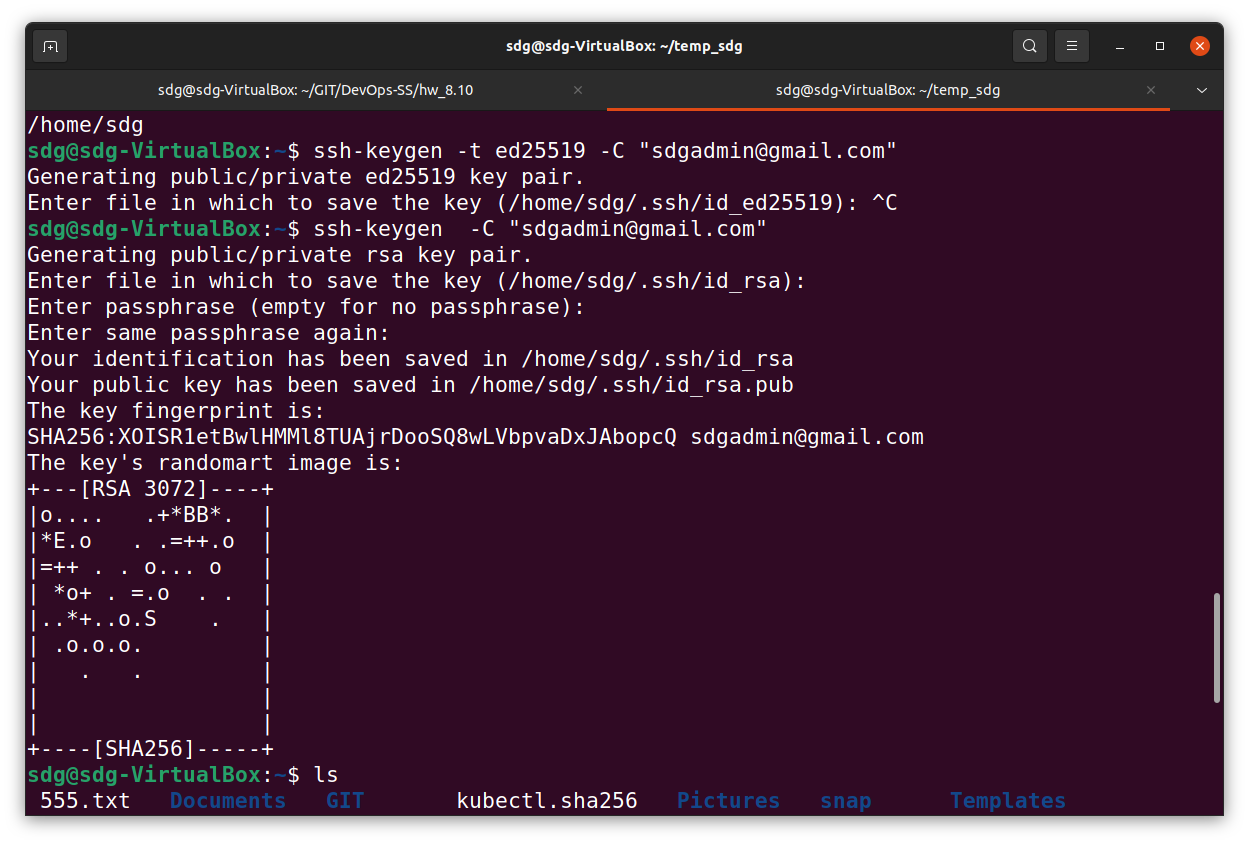 sdg@sdg-VirtualBox: ~/temp_sdg
sdg@sdg-VirtualBox: ~/GIT/DevOps-SS/hw_8.10
sdg@sdg-VirtualBox: ~/temp_sdg
/home/sdg
sdg@sdg-VirtualBox:~$ ssh-keygen -t ed25519 -C "sdgadmin@gmail.com"
Generating public/private ed25519 key pair.
Enter file in which to save the key (/home/sdg/.ssh/id_ed25519): ^C
sdg@sdg-VirtualBox:~$ ssh-keygen  -C "sdgadmin@gmail.com"
Generating public/private rsa key pair.
Enter file in which to save the key (/home/sdg/.ssh/id_rsa):
Enter passphrase (empty for no passphrase):
Enter same passphrase again:
Your identification has been saved in /home/sdg/.ssh/id_rsa
Your public key has been saved in /home/sdg/.ssh/id_rsa.pub
The key fingerprint is:
SHA256:XOISR1etBwlHMMl8TUAjrDooSQ8wLVbpvaDxJAbopcQ sdgadmin@gmail.com
The key's randomart image is:
+---[RSA 3072]----+
|o....   .+*BB*.  |
|*E.o   . .=++.o  |
|=++ . . o... o   |
| *o+ . =.o  . .  |
|..*+..o.S    .   |
| .o.o.o.         |
|   .   .         |
|                 |
|                 |
+----[SHA256]-----+
sdg@sdg-VirtualBox:~$ ls
 555.txt   Documents   GIT       kubectl.sha256   Pictures   snap      Templates